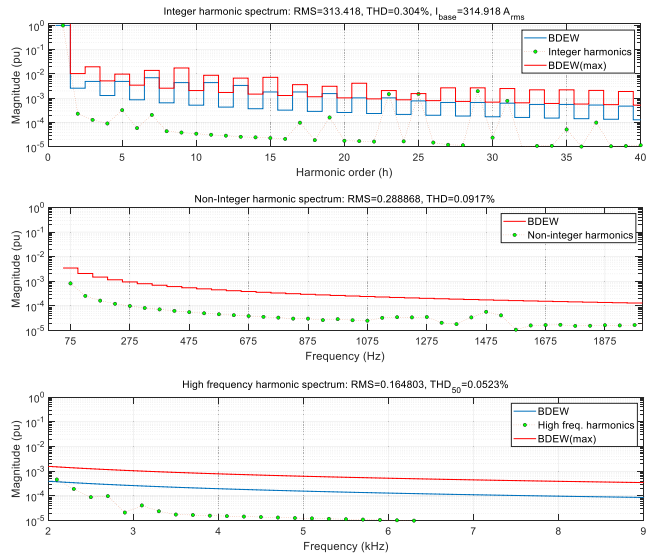 Integer harmonic spectrum: RMS=313.418, THD=0.304%, I_base=314.918 A_rms
Magnitude (pu)
10^0
10^-1
10^-2
10^-3
10^-4
10^-5
BDEW
Integer harmonics
BDEW(max)
0 5 10 15 20 25 30 35 40
Harmonic order (h)
Non-Integer harmonic spectrum: RMS=0.288868, THD=0.0917%
Magnitude (pu)
10^0
10^-1
10^-2
10^-3
10^-4
10^-5
BDEW
Non-integer harmonics
75 275 475 675 875 1075 1275 1475 1675 1875
Frequency (Hz)
High frequency harmonic spectrum: RMS=0.164803, THD_50=0.0523%
Magnitude (pu)
10^0
10^-1
10^-2
10^-3
10^-4
10^-5
BDEW
High freq. harmonics
BDEW(max)
2 3 4 5 6 7 8 9
Frequency (kHz)